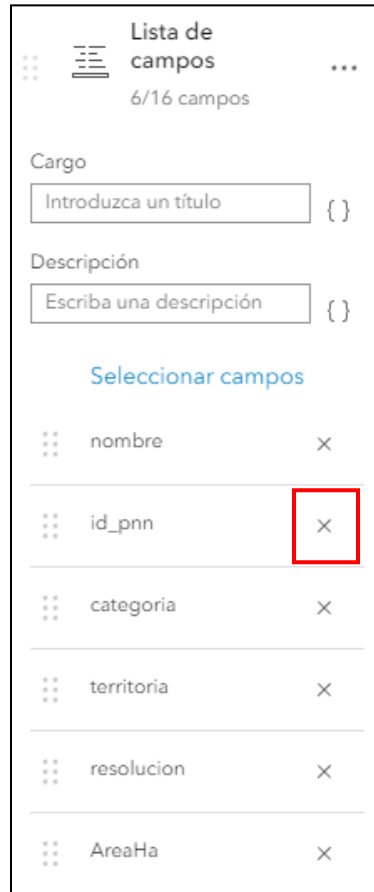 Lista de
campos
6/16 campos
Cargo
Introduzca un título
{ }
Descripción
Escriba una descripción
{ }
Seleccionar campos
nombre
id_pnn
categoria
territoria
resolucion
AreaHa